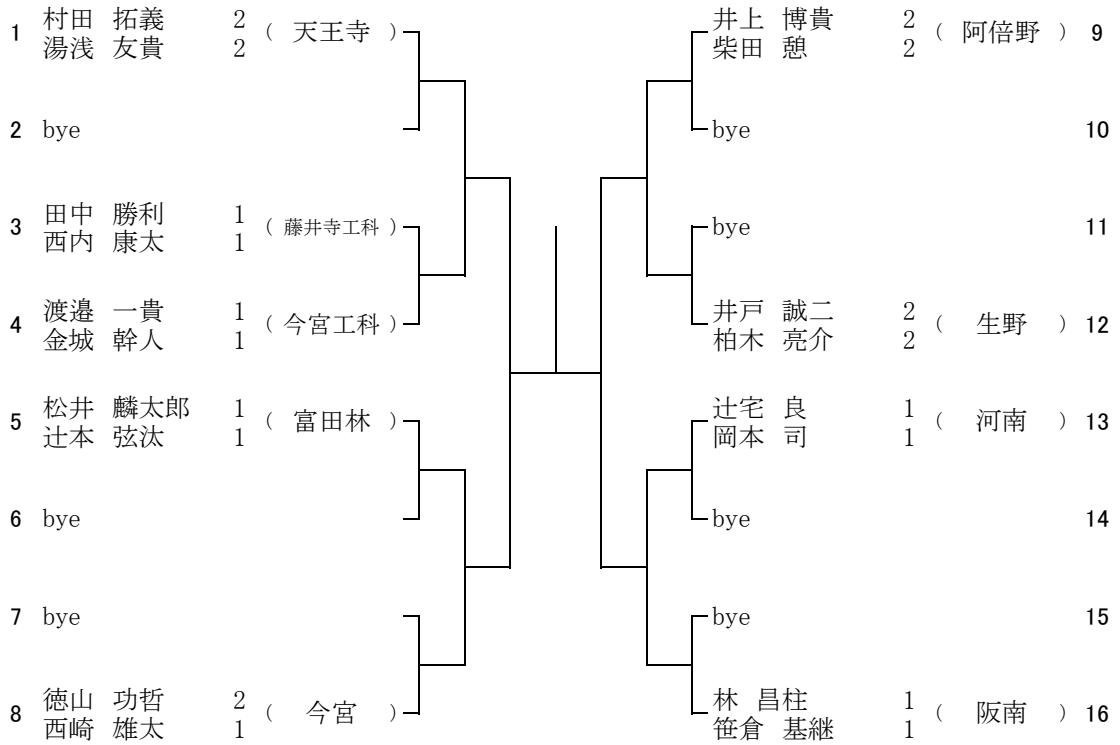 1 村田 拓義 2 ( 天王寺 )
湯浅 友貴 2
2 bye
3 田中 勝利 1 ( 藤井寺工科 )
西内 康太 1
4 渡邉 一貴 1 ( 今宮工科 )
金城 幹人 1
5 松井 麟太郎 1 ( 富田林 )
辻本 弦汰 1
6 bye
7 bye
8 徳山 功哲 2 ( 今宮 )
西崎 雄太 1
井上 博貴 2 ( 阿倍野 ) 9
柴田 憩 2
bye 10
bye 11
井戸 誠二 2 ( 生野 ) 12
柏木 亮介 2
辻宅 良 1 ( 河南 ) 13
岡本 司 1
bye 14
bye 15
林 昌柱 1 ( 阪南 ) 16
笹倉 基継 1